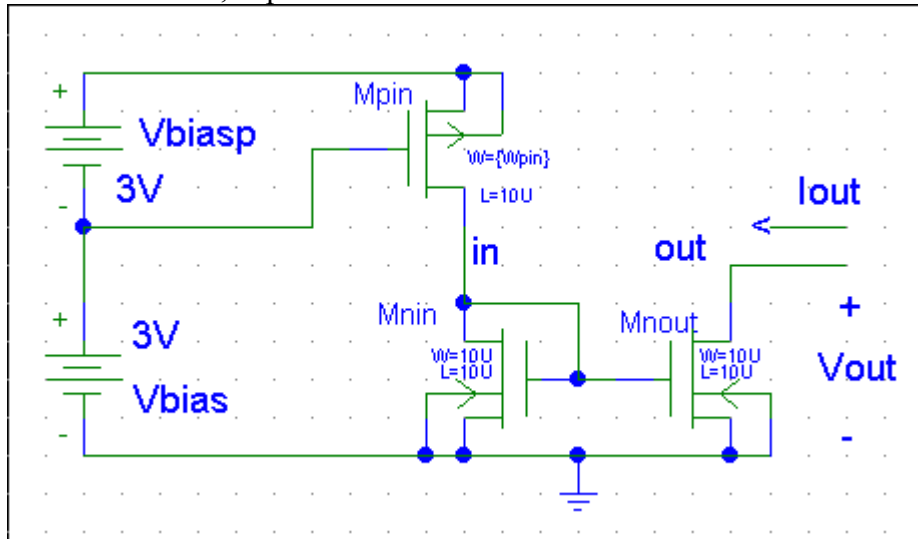 +
Mpin
Vbiasp
W={Wpin}
3V
L=10U
-
Iout
in
out
+
3V
Mnin
Mnout
+
W=10U
L=10U
W=10U
L=10U
Vout
Vbias
-
-